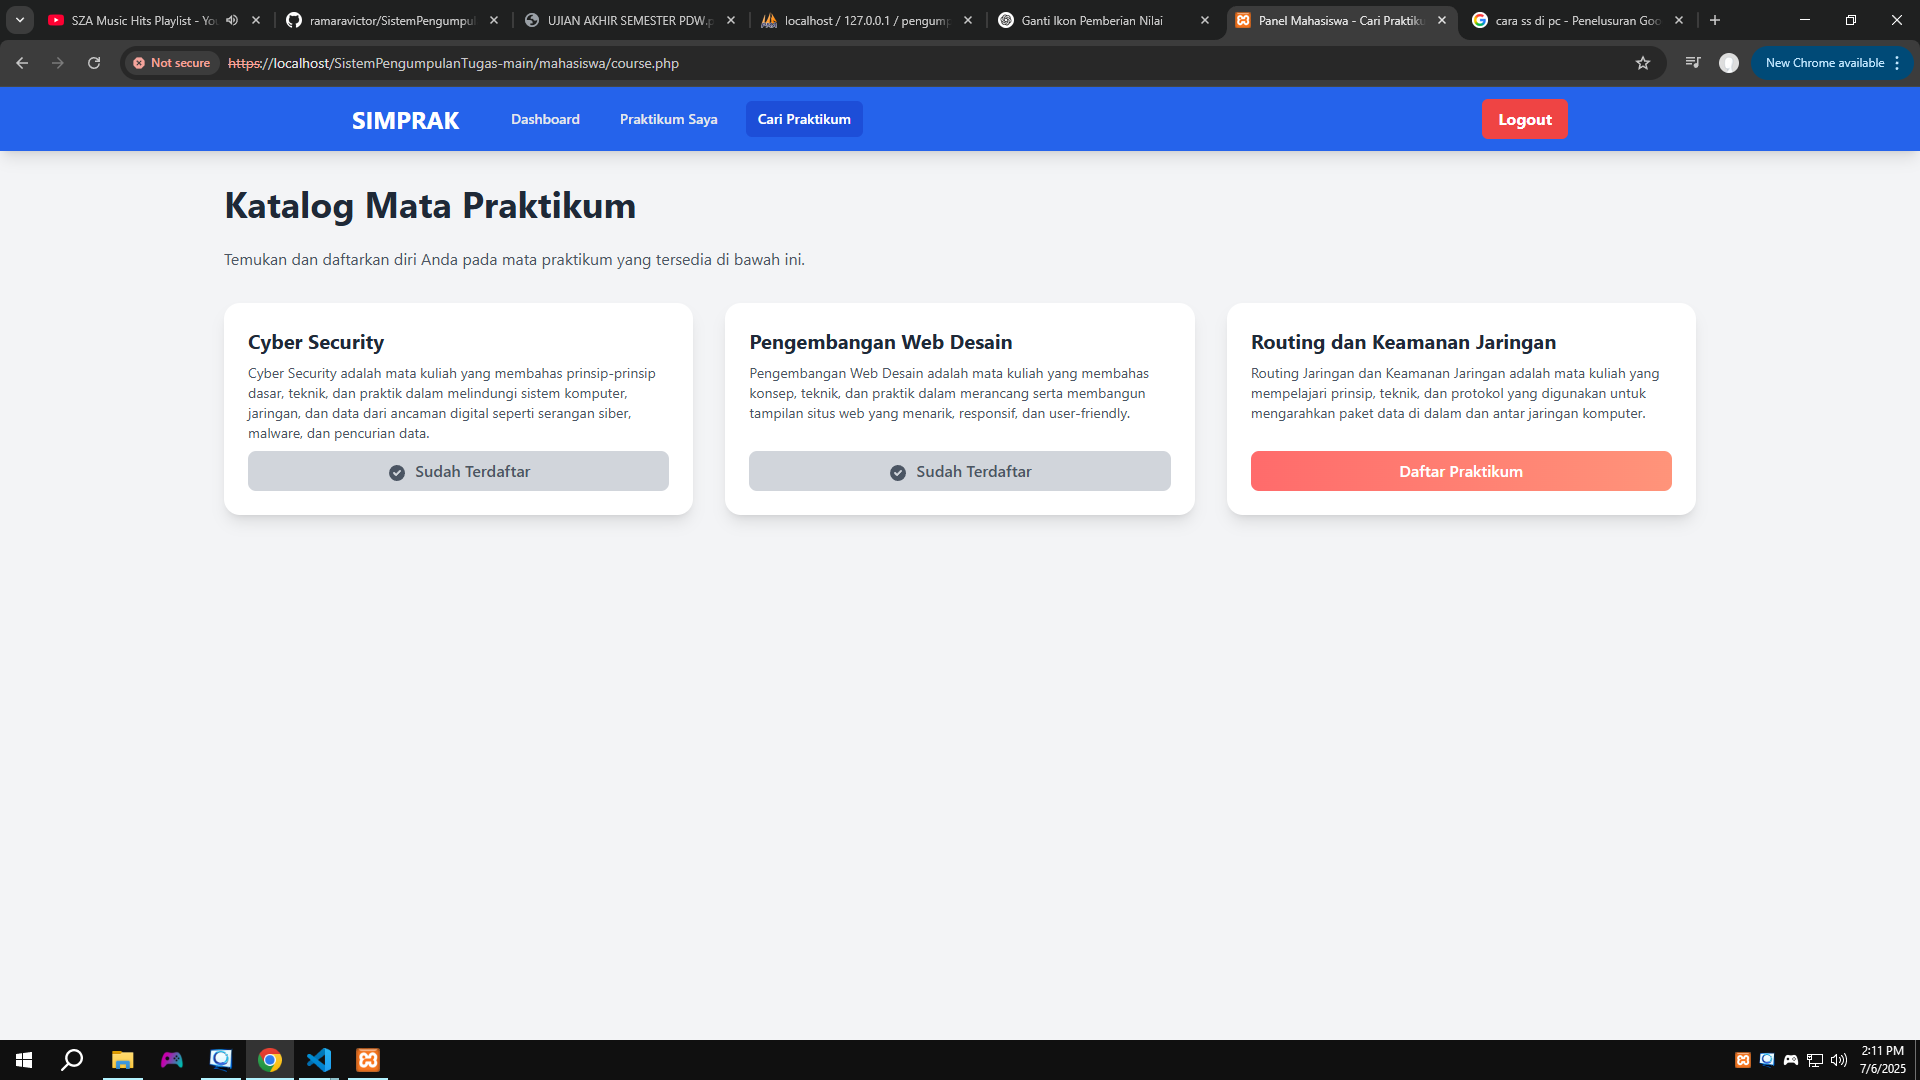 SZA Music Hits Playlist - You
ramaravictor/SistemPengumpul
UJIAN AKHIR SEMESTER PDW.p
localhost / 127.0.0.1 / pengump
Ganti Ikon Pemberian Nilai
Panel Mahasiswa - Cari Praktiku
cara ss di pc - Penelusuran Goo
Not secure
https://localhost/SistemPengumpulanTugas-main/mahasiswa/course.php
New Chrome available
SIMPRAK
Dashboard
Praktikum Saya
Cari Praktikum
Logout
Katalog Mata Praktikum
Temukan dan daftarkan diri Anda pada mata praktikum yang tersedia di bawah ini.
Cyber Security
Cyber Security adalah mata kuliah yang membahas prinsip-prinsip
dasar, teknik, dan praktik dalam melindungi sistem komputer,
jaringan, dan data dari ancaman digital seperti serangan siber,
malware, dan pencurian data.
Sudah Terdaftar
Pengembangan Web Desain
Pengembangan Web Desain adalah mata kuliah yang membahas
konsep, teknik, dan praktik dalam merancang serta membangun
tampilan situs web yang menarik, responsif, dan user-friendly.
Sudah Terdaftar
Routing dan Keamanan Jaringan
Routing Jaringan dan Keamanan Jaringan adalah mata kuliah yang
mempelajari prinsip, teknik, dan protokol yang digunakan untuk
mengarahkan paket data di dalam dan antar jaringan komputer.
Daftar Praktikum
2:11 PM
7/6/2025